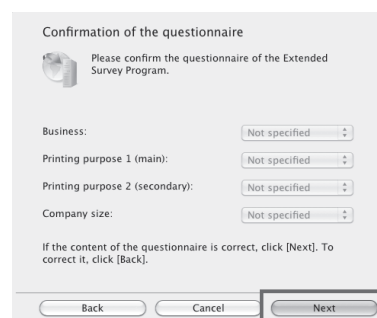 Confirmation of the questionnaire
Please confirm the questionnaire of the Extended
Survey Program.
Business: Not specified
Printing purpose 1 (main): Not specified
Printing purpose 2 (secondary): Not specified
Company size: Not specified
If the content of the questionnaire is correct, click [Next]. To
correct it, click [Back].
Back Cancel Next